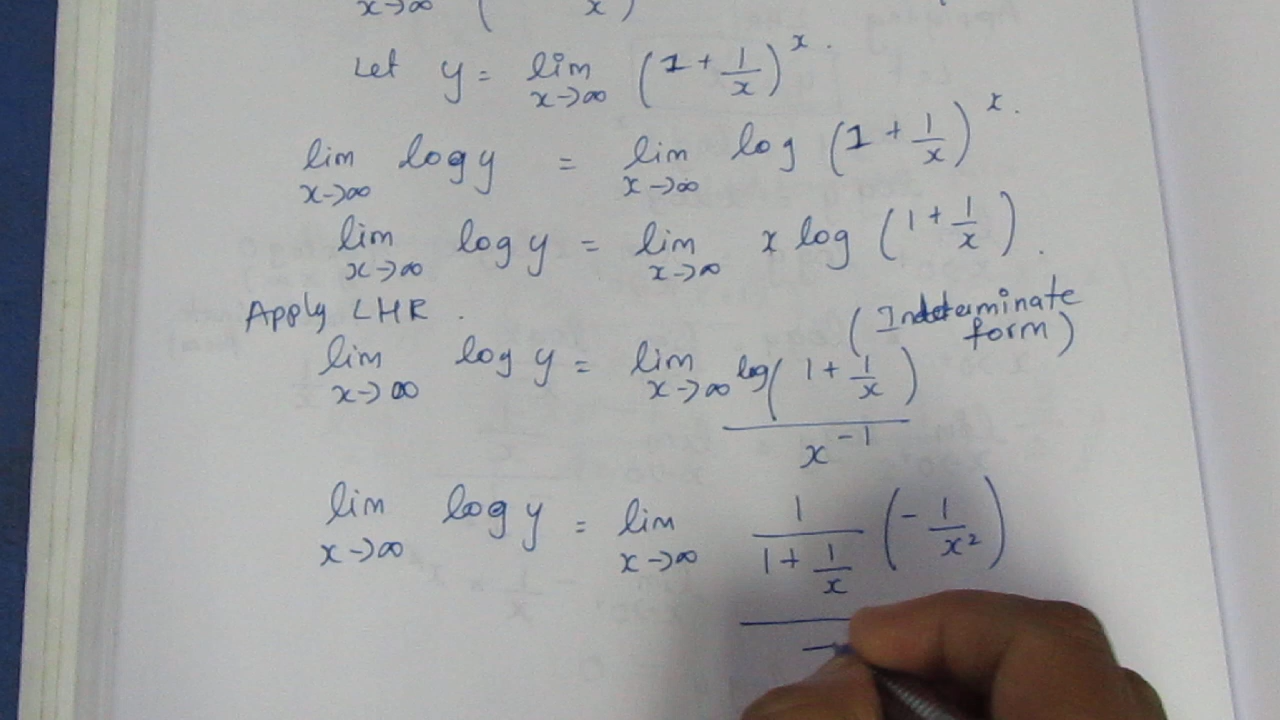 x→∞ ( x )
Let y = lim x→∞ (1 + 1/x)^x .
lim x→∞ log y = lim x→∞ log (1 + 1/x)^x .
lim x→∞ log y = lim x→∞ x log (1 + 1/x) .
Apply LHR .
(Indeterminate form)
lim x→∞ log y = lim x→∞ log(1 + 1/x) / x^-1
lim x→∞ log y = lim x→∞ 1/(1 + 1/x) (- 1/x²) / -